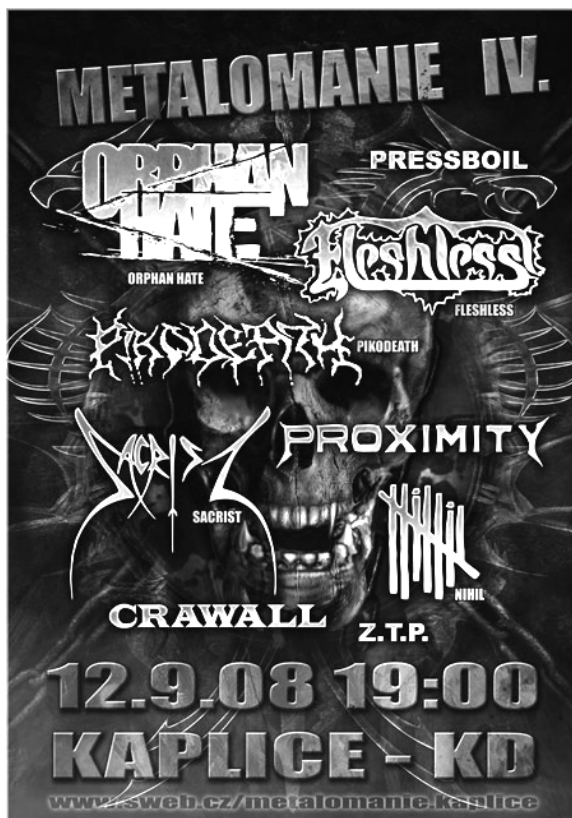 METALOMANIE IV.
ORPHAN
HATE
ORPHAN HATE
PRESSBOIL
Fleshless
FLESHLESS
PIKODEATH
PIKODEATH
SACRIST
SACRIST
PROXIMITY
Nihil
NIHIL
CRAWALL
Z.T.P.
12.9.08 19:00
KAPLICE - KD
www.sweb.cz/metalomanie.kaplice